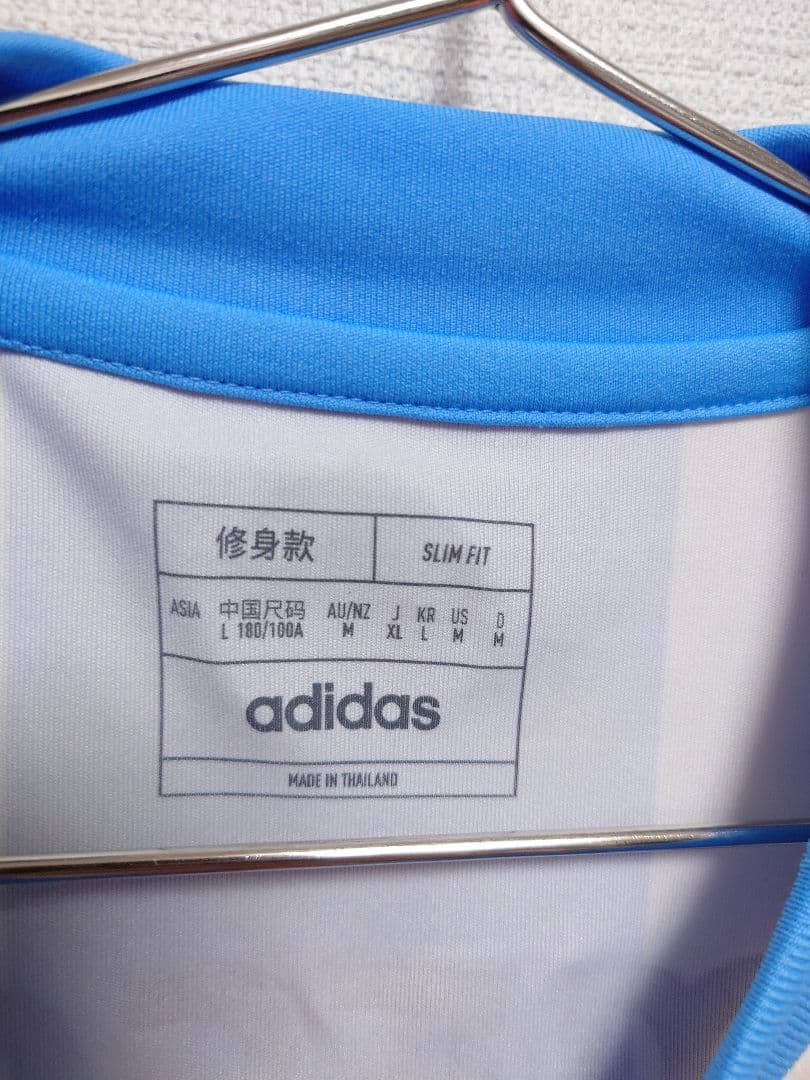 修身款 SLIM FIT
ASIA 中国尺码 AU/NZ J KR US D
L 180/100A M XL L M M
adidas
MADE IN THAILAND